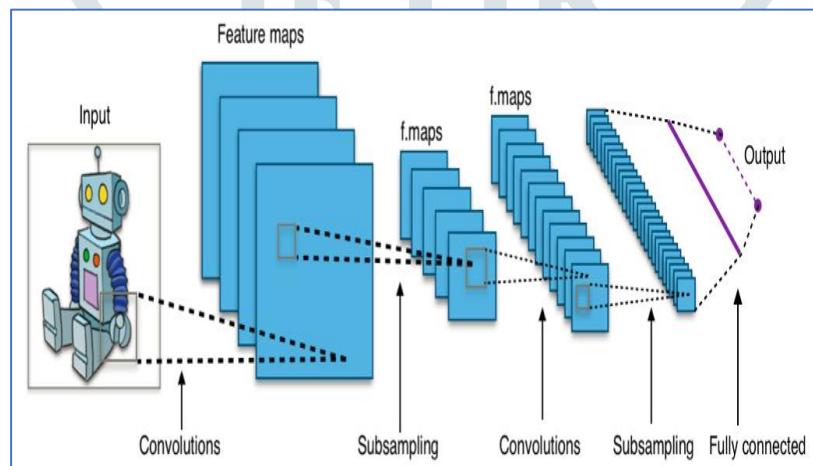 Feature maps
Input
f.maps
f.maps
Output
Convolutions
Subsampling
Convolutions
Subsampling
Fully connected